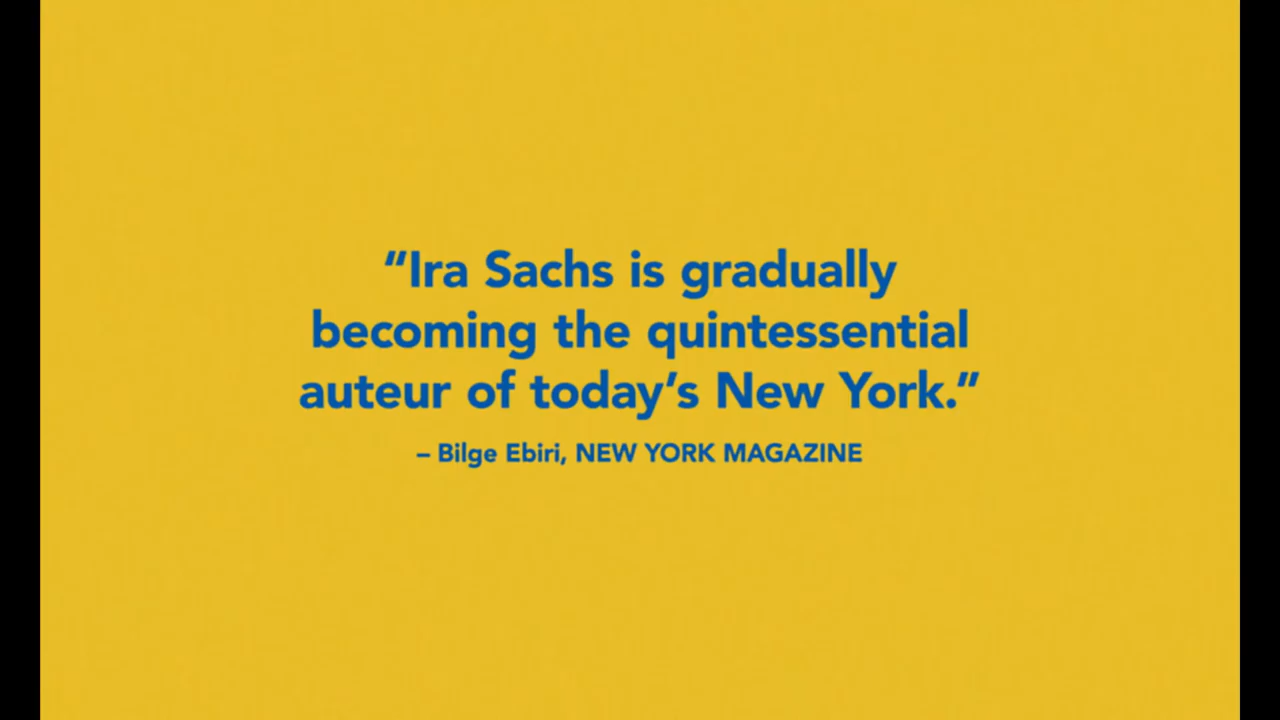 “Ira Sachs is gradually
becoming the quintessential
auteur of today’s New York.”
– Bilge Ebiri, NEW YORK MAGAZINE